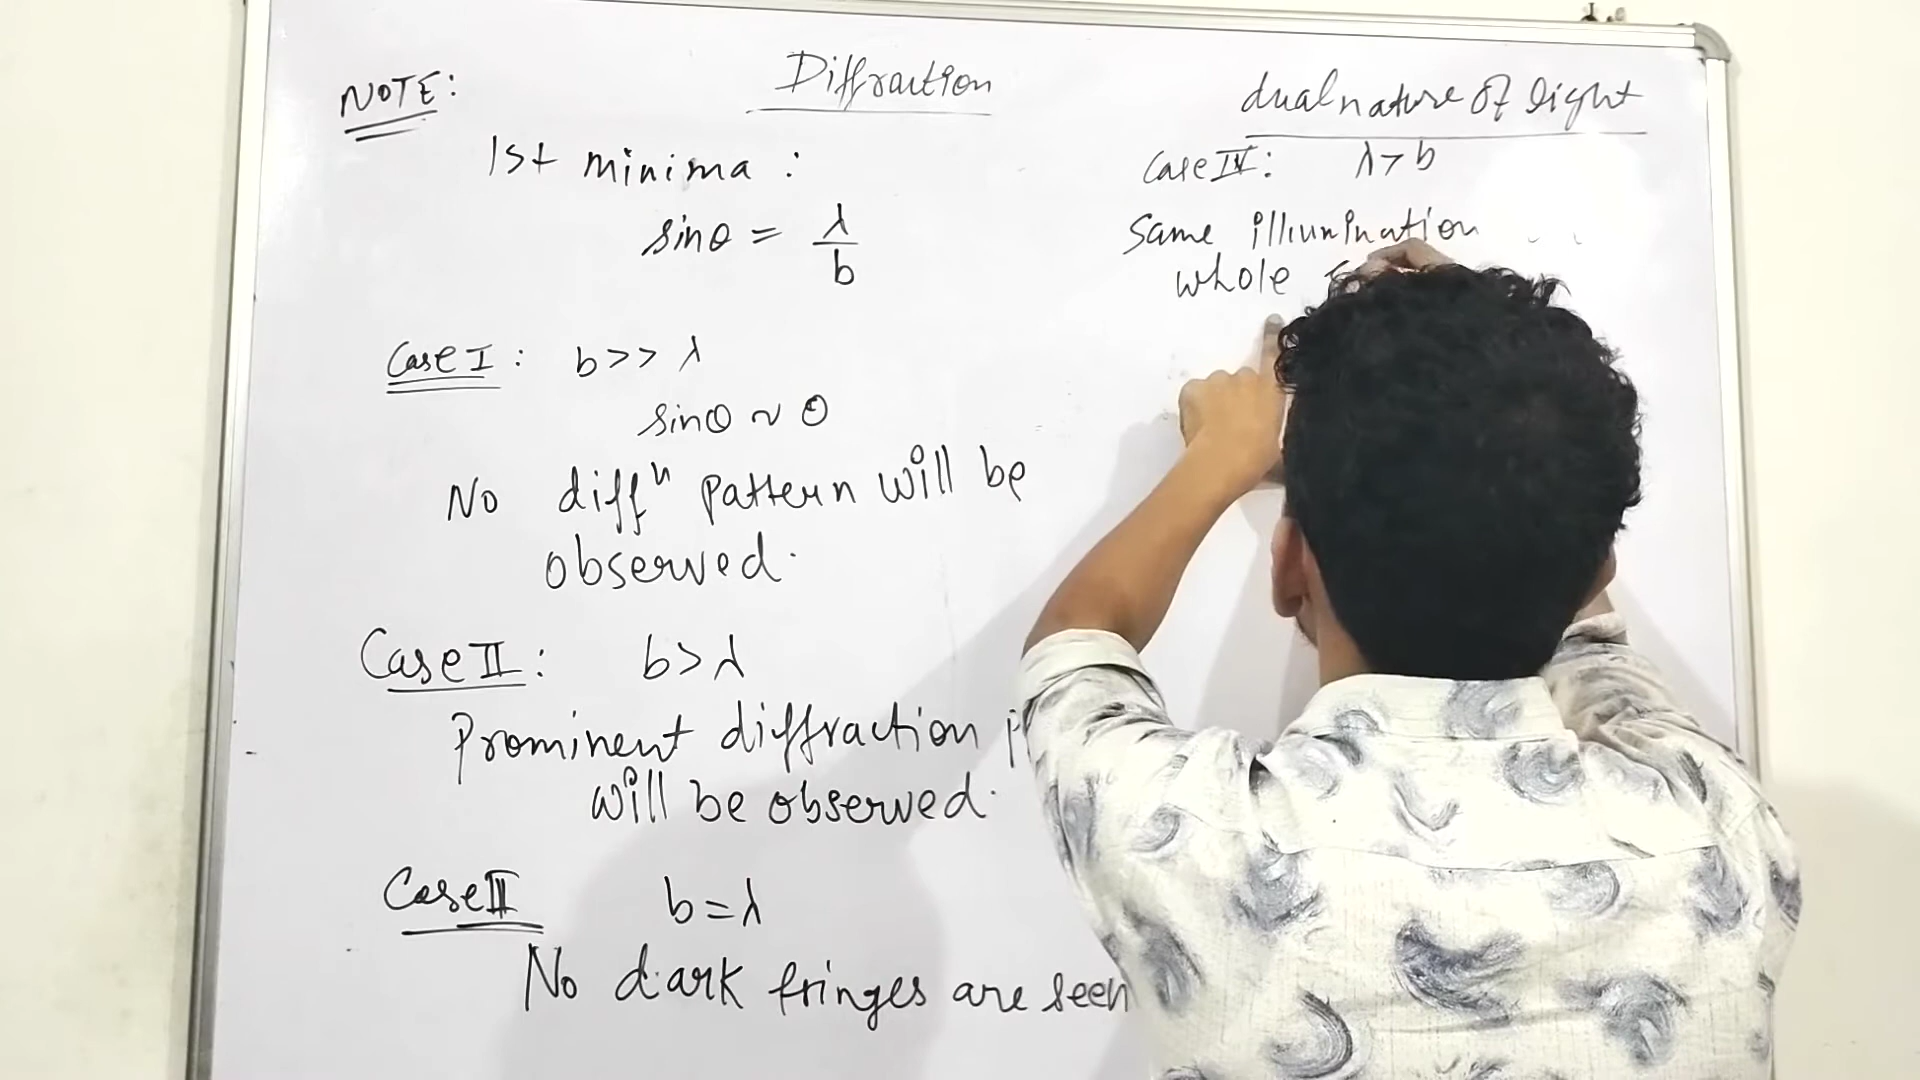 NOTE:
Diffraction
1st minima :
sinθ = λ/b
Case I : b >> λ
sinθ ~ θ
No diffⁿ pattern will be
observed.
Case II : b > λ
Prominent diffraction
will be observed.
Case III b = λ
No dark fringes are seen
dual nature of light
Case IV : λ > b
Same illumination
whole